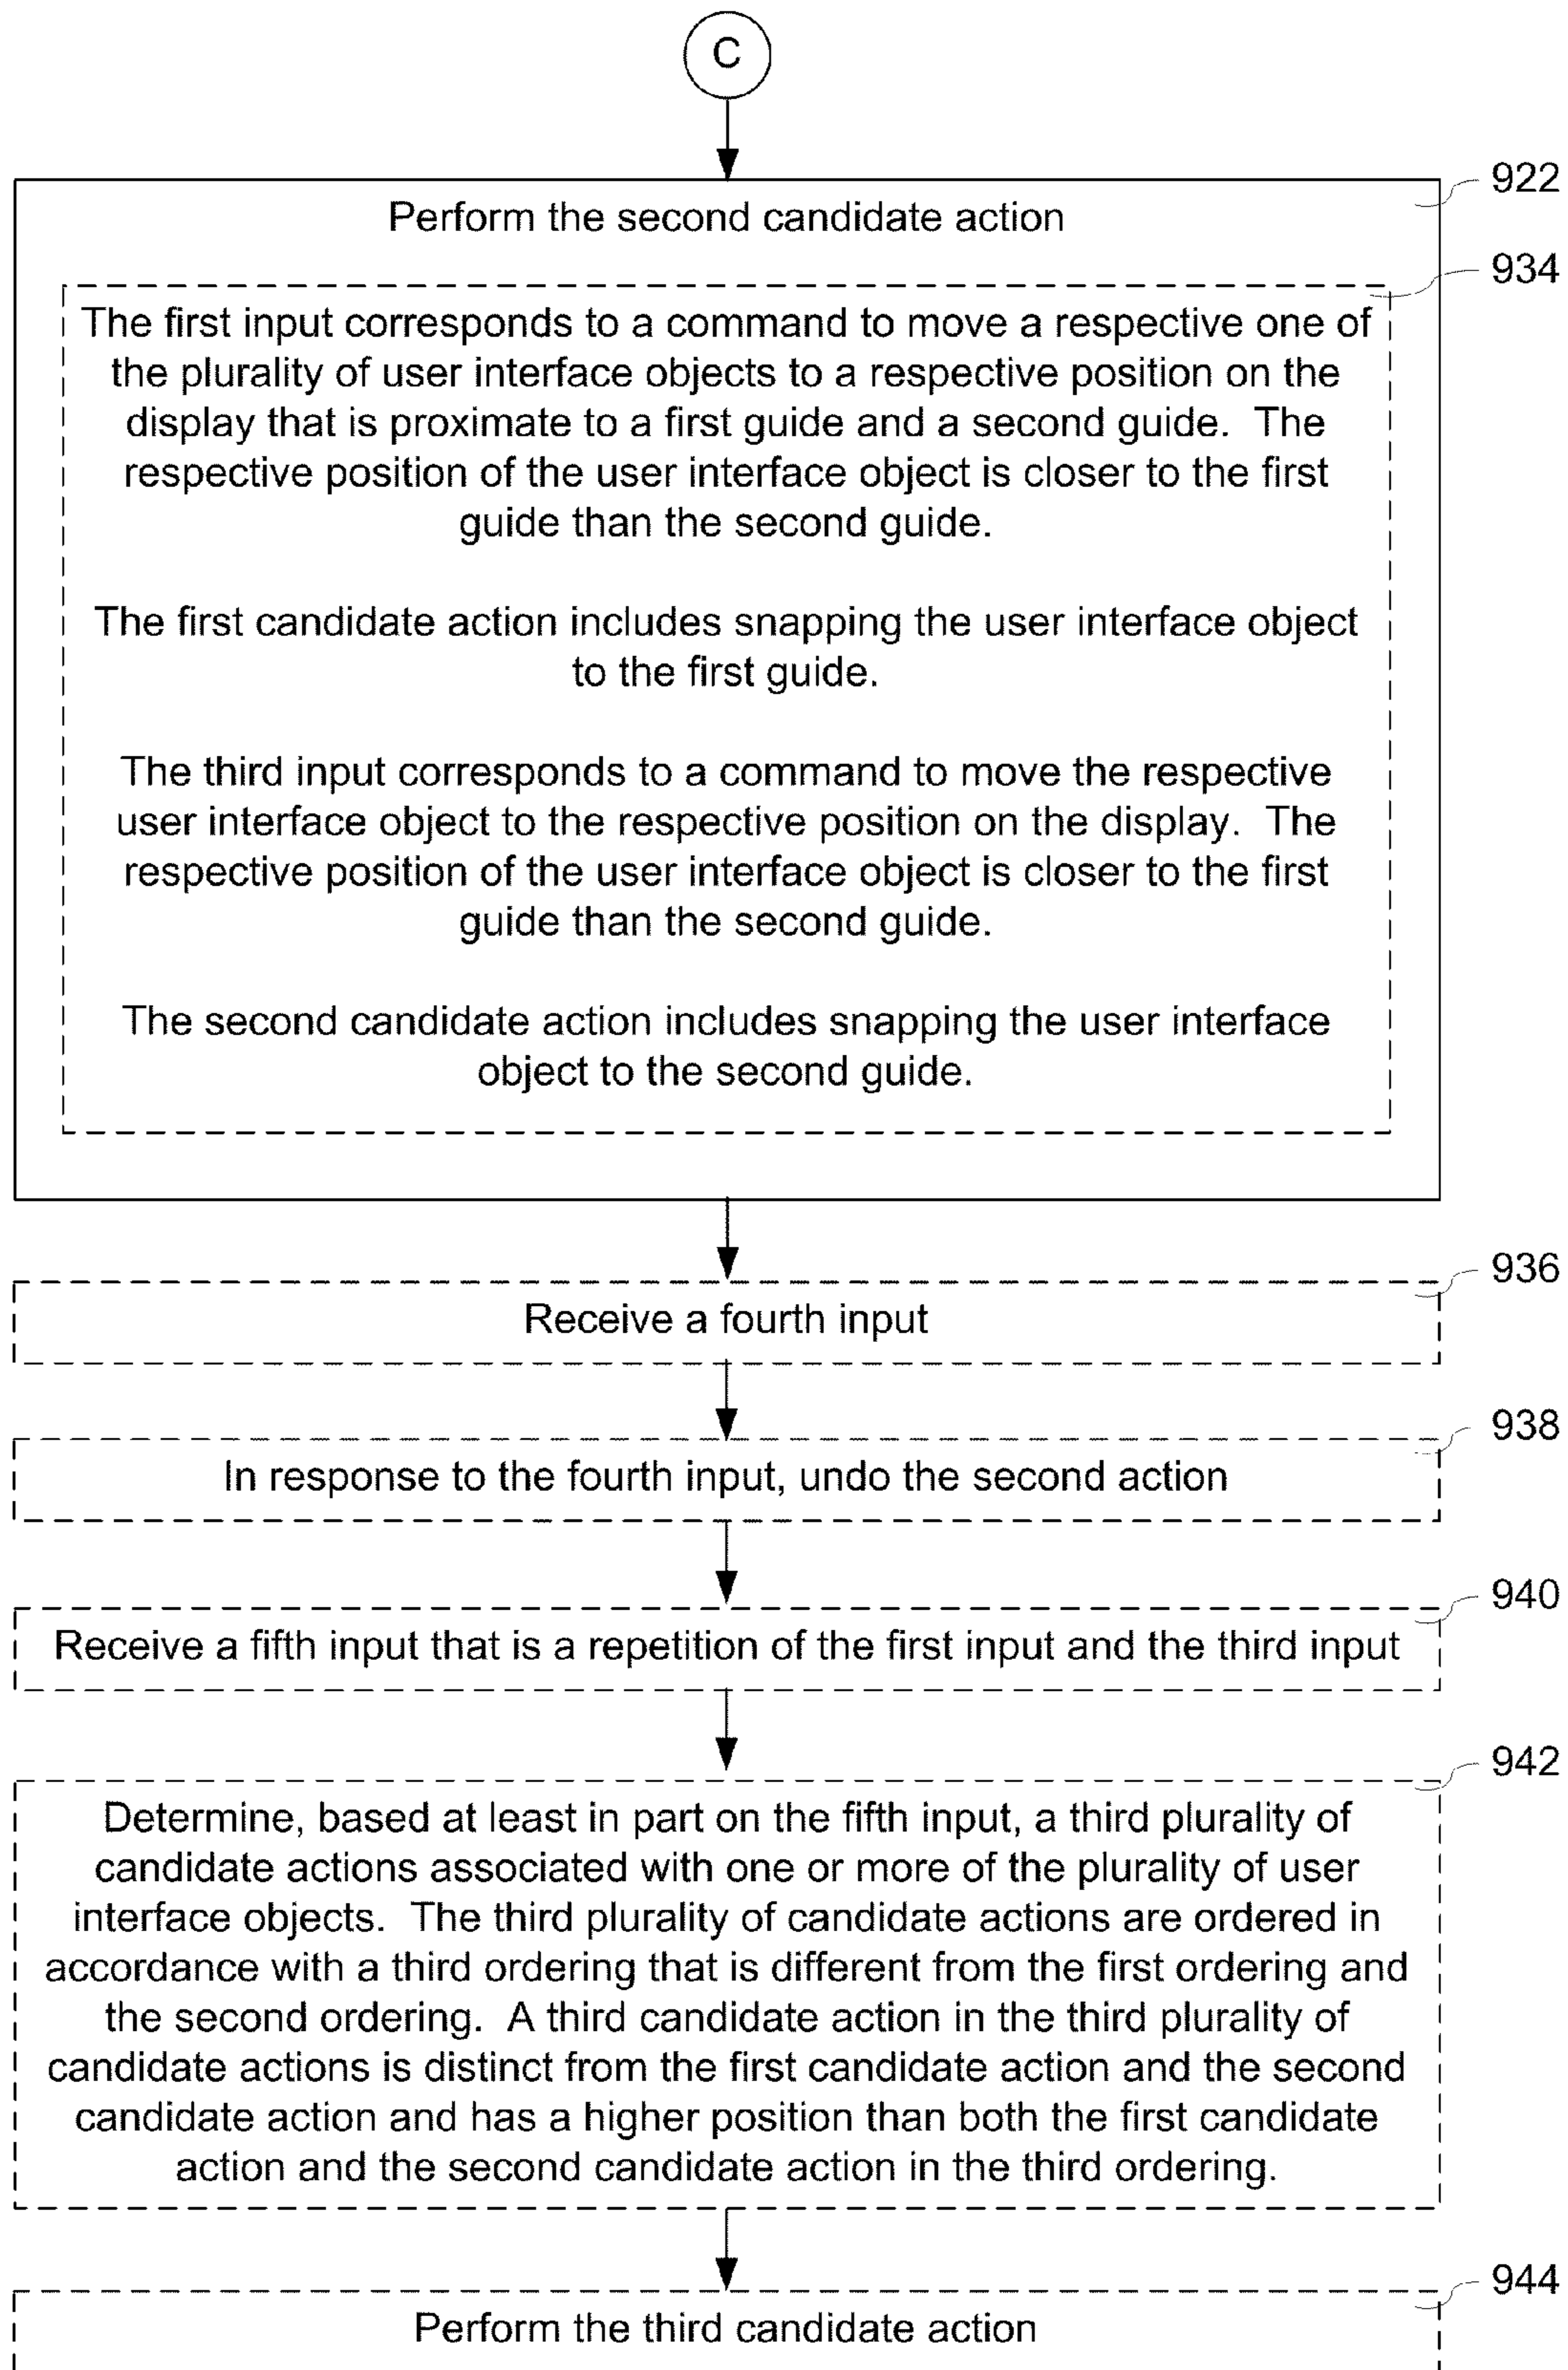 C
922
Perform the second candidate action
934
The first input corresponds to a command to move a respective one of
the plurality of user interface objects to a respective position on the
display that is proximate to a first guide and a second guide. The
respective position of the user interface object is closer to the first
guide than the second guide.
The first candidate action includes snapping the user interface object
to the first guide.
The third input corresponds to a command to move the respective
user interface object to the respective position on the display. The
respective position of the user interface object is closer to the first
guide than the second guide.
The second candidate action includes snapping the user interface
object to the second guide.
936
Receive a fourth input
938
In response to the fourth input, undo the second action
940
Receive a fifth input that is a repetition of the first input and the third input
942
Determine, based at least in part on the fifth input, a third plurality of
candidate actions associated with one or more of the plurality of user
interface objects. The third plurality of candidate actions are ordered in
accordance with a third ordering that is different from the first ordering and
the second ordering. A third candidate action in the third plurality of
candidate actions is distinct from the first candidate action and the second
candidate action and has a higher position than both the first candidate
action and the second candidate action in the third ordering.
944
Perform the third candidate action